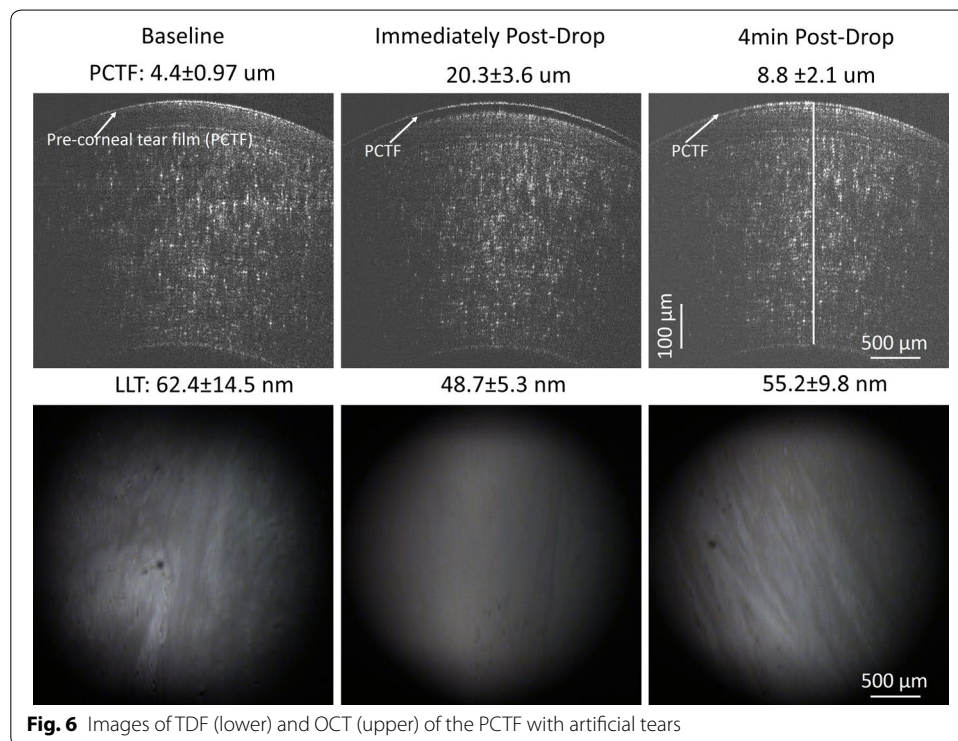 Baseline Immediately Post-Drop 4min Post-Drop
PCTF: 4.4±0.97 um 20.3±3.6 um 8.8 ±2.1 um
Pre-corneal tear film (PCTF)
PCTF
PCTF
100 µm
500 µm
LLT: 62.4±14.5 nm 48.7±5.3 nm 55.2±9.8 nm
500 µm
Fig. 6 Images of TDF (lower) and OCT (upper) of the PCTF with artificial tears